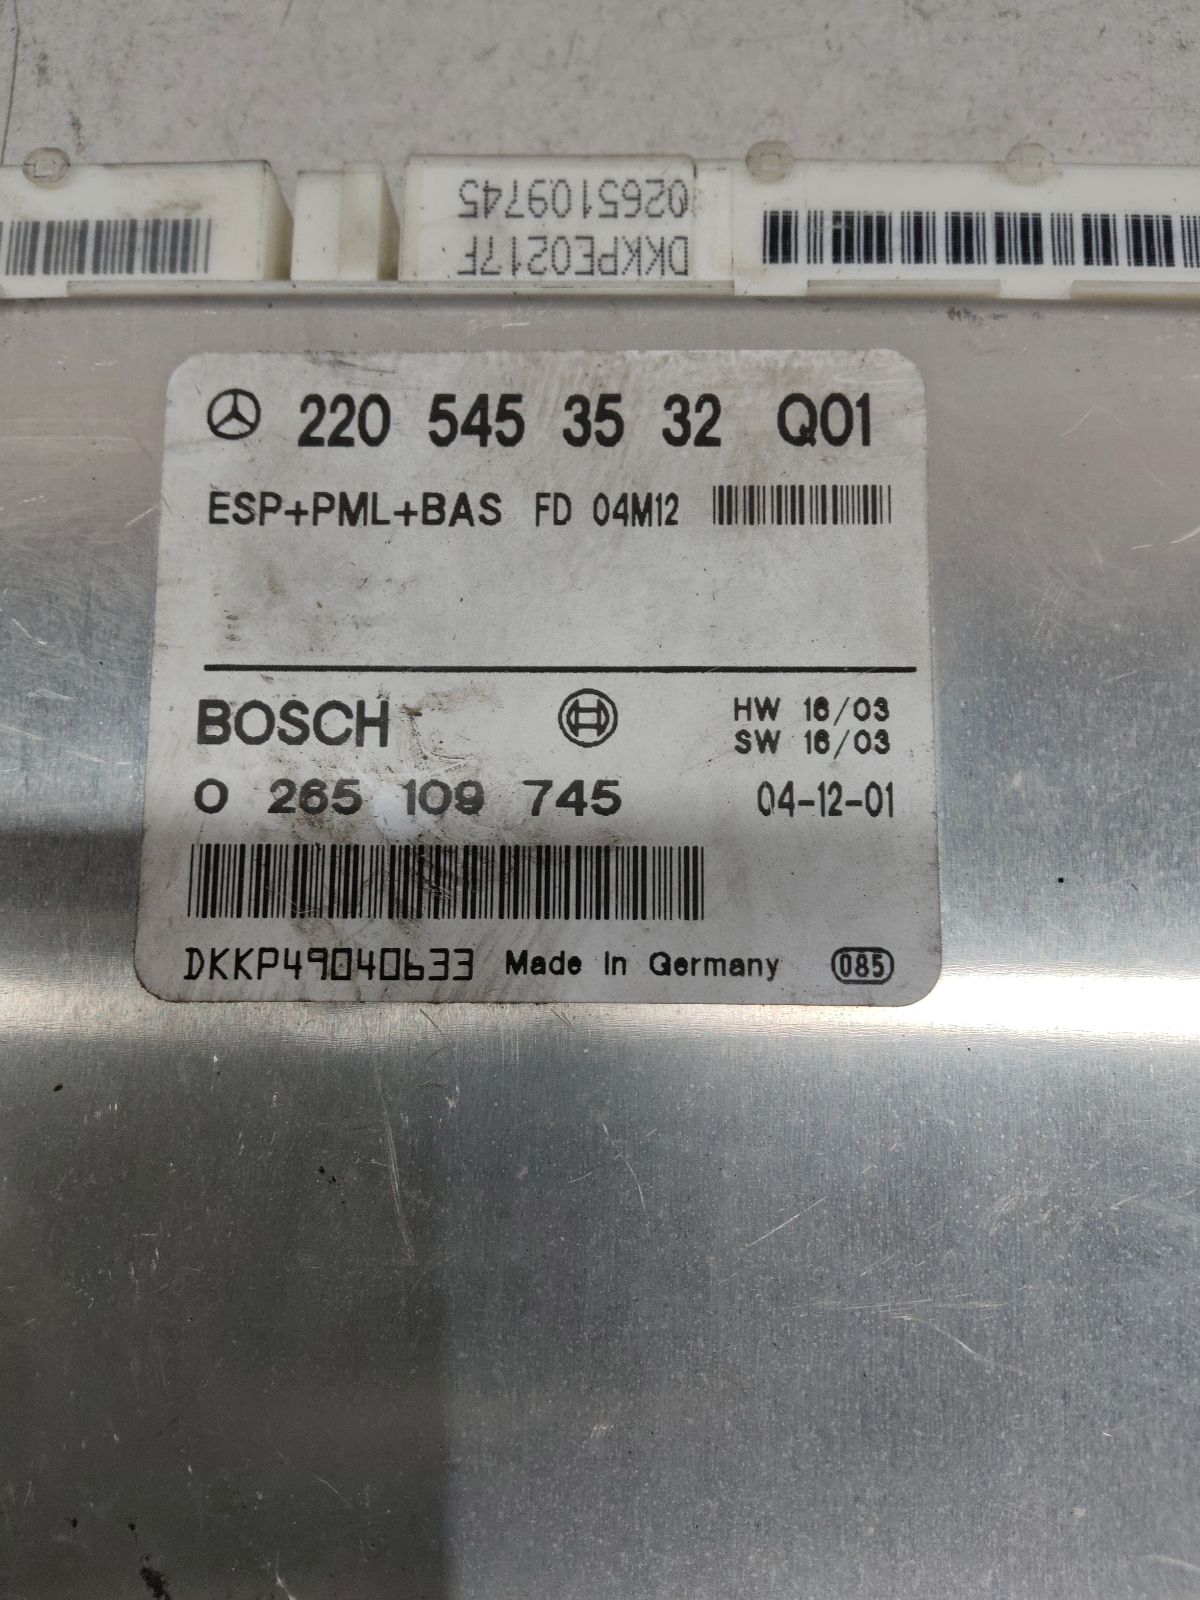 0265109745
DKKPE0217F
220 545 35 32 Q01
ESP+PML+BAS FD 04M12
BOSCH
HW 16/03
SW 16/03
0 265 109 745 04-12-01
DKKP49040633 Made in Germany 085